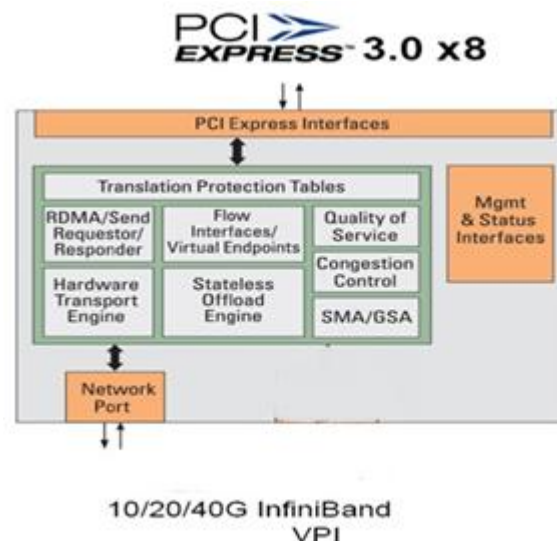 PCI
EXPRESS™ 3.0 x8
PCI Express Interfaces
Translation Protection Tables
RDMA/Send
Requestor/
Responder
Flow
Interfaces/
Virtual Endpoints
Quality of
Service
Mgmt
& Status
Interfaces
Hardware
Transport
Engine
Stateless
Offload
Engine
Congestion
Control
SMA/GSA
Network
Port
10/20/40G InfiniBand
VPI